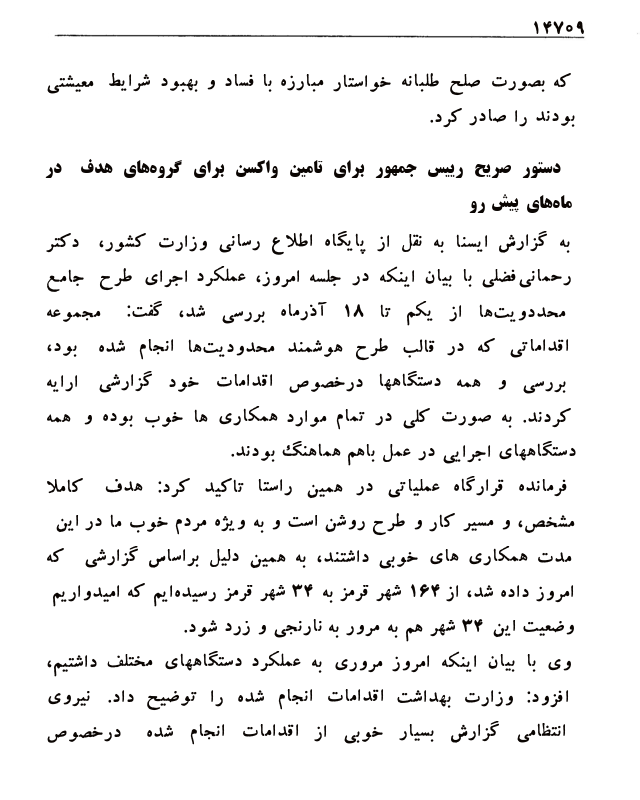 ۱۴۷۰۹
که بصورت صلح طلبانه خواستار مبارزه با فساد و بهبود شرایط معیشتی
بودند را صادر کرد.
دستور صریح رییس جمهور برای تامین واکسن برای گروه‌های هدف در
ماه‌های پیش رو
به گزارش ایسنا به نقل از پایگاه اطلاع رسانی وزارت کشور، دکتر
رحمانی‌فضلی با بیان اینکه در جلسه امروز، عملکرد اجرای طرح جامع
محددویت‌ها از یکم تا ۱۸ آذرماه بررسی شد، گفت: مجموعه
اقداماتی که در قالب طرح هوشمند محدودیت‌ها انجام شده بود،
بررسی و همه دستگاهها درخصوص اقدامات خود گزارشی ارایه
کردند. به صورت کلی در تمام موارد همکاری ها خوب بوده و همه
دستگاههای اجرایی در عمل باهم هماهنگ بودند.
فرمانده قرارگاه عملیاتی در همین راستا تاکید کرد: هدف کاملا
مشخص، و مسیر کار و طرح روشن است و به ویژه مردم خوب ما در این
مدت همکاری های خوبی داشتند، به همین دلیل براساس گزارشی که
امروز داده شد، از ۱۶۴ شهر قرمز به ۳۴ شهر قرمز رسیده‌ایم که امیدواریم
وضعیت این ۳۴ شهر هم به مرور به نارنجی و زرد شود.
وی با بیان اینکه امروز مروری به عملکرد دستگاههای مختلف داشتیم،
افزود: وزارت بهداشت اقدامات انجام شده را توضیح داد. نیروی
انتظامی گزارش بسیار خوبی از اقدامات انجام شده درخصوص